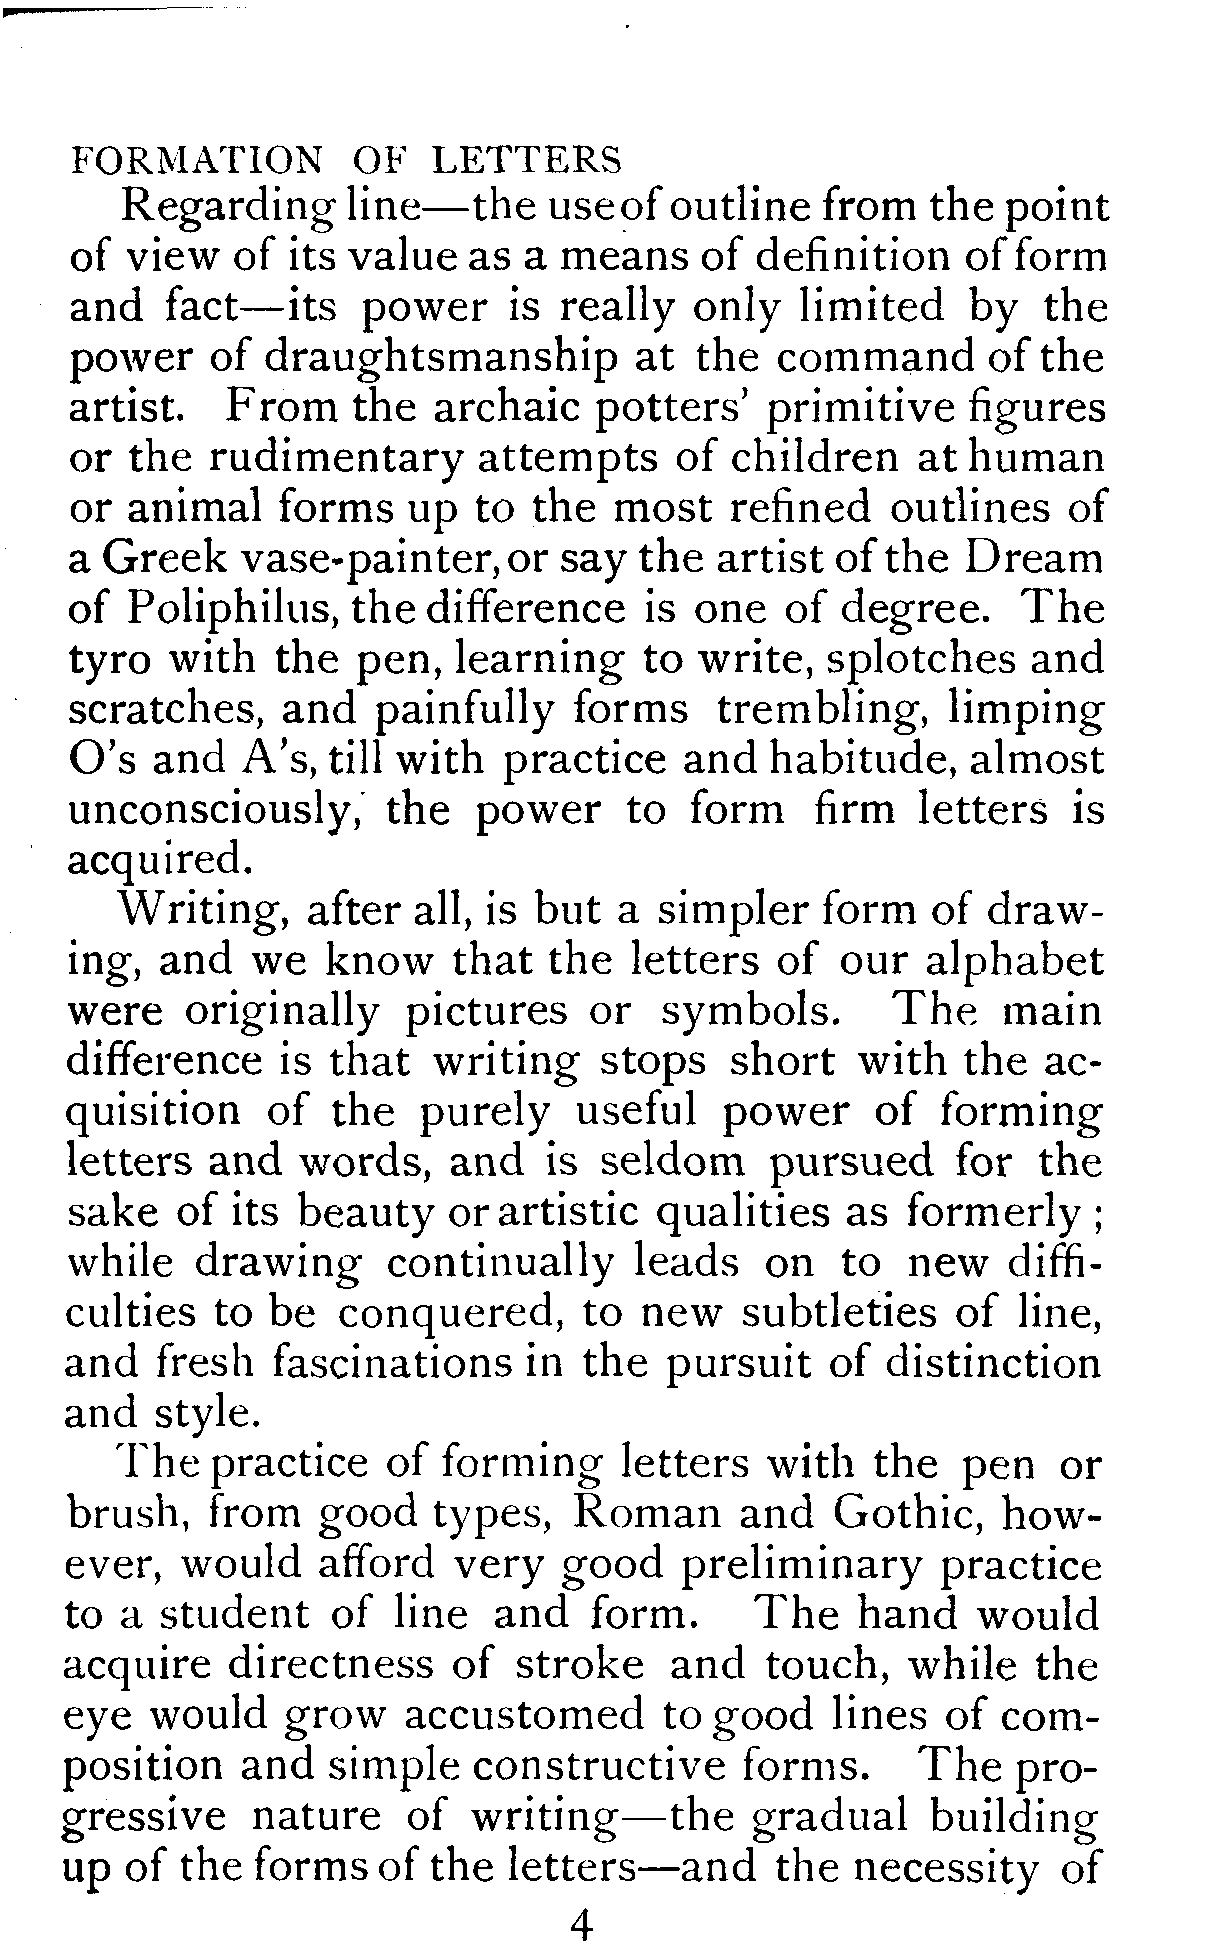 FORMATION OF LETTERS
Regarding line—the use of outline from the point
of view of its value as a means of definition of form
and fact—its power is really only limited by the
power of draughtsmanship at the command of the
artist. From the archaic potters' primitive figures
or the rudimentary attempts of children at human
or animal forms up to the most refined outlines of
a Greek vase-painter, or say the artist of the Dream
of Poliphilus, the difference is one of degree. The
tyro with the pen, learning to write, splotches and
scratches, and painfully forms trembling, limping
O's and A's, till with practice and habitude, almost
unconsciously, the power to form firm letters is
acquired.
Writing, after all, is but a simpler form of draw-
ing, and we know that the letters of our alphabet
were originally pictures or symbols. The main
difference is that writing stops short with the ac-
quisition of the purely useful power of forming
letters and words, and is seldom pursued for the
sake of its beauty or artistic qualities as formerly ;
while drawing continually leads on to new diffi-
culties to be conquered, to new subtleties of line,
and fresh fascinations in the pursuit of distinction
and style.
The practice of forming letters with the pen or
brush, from good types, Roman and Gothic, how-
ever, would afford very good preliminary practice
to a student of line and form. The hand would
acquire directness of stroke and touch, while the
eye would grow accustomed to good lines of com-
position and simple constructive forms. The pro-
gressive nature of writing—the gradual building
up of the forms of the letters—and the necessity of
4